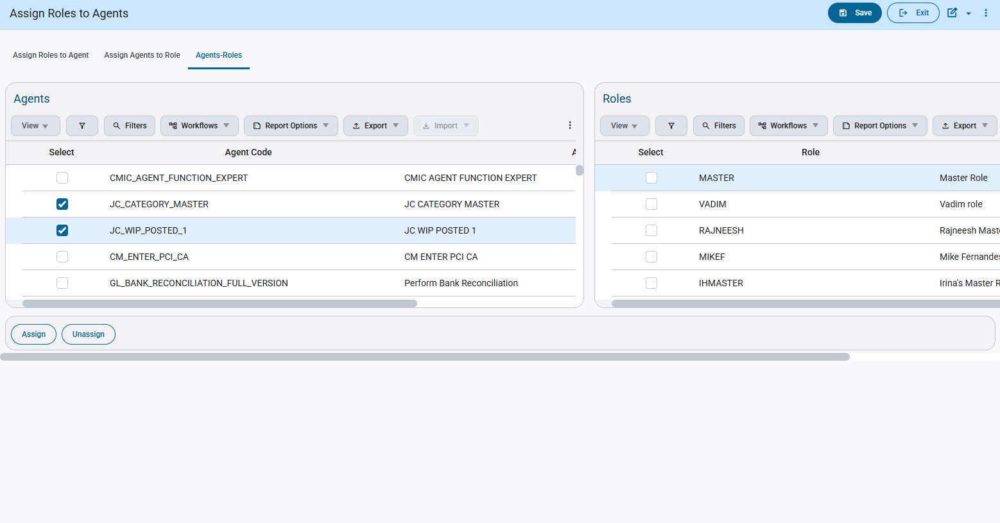 Assign Roles to Agents
Save
Exit
Assign Roles to Agent
Assign Agents to Role
Agents-Roles
Agents
View
Filters
Workflows
Report Options
Export
Import
Select
Agent Code
A
CMIC_AGENT_FUNCTION_EXPERT
CMIC AGENT FUNCTION EXPERT
JC_CATEGORY_MASTER
JC CATEGORY MASTER
JC_WIP_POSTED_1
JC WIP POSTED 1
CM_ENTER_PCI_CA
CM ENTER PCI CA
GL_BANK_RECONCILIATION_FULL_VERSION
Perform Bank Reconciliation
Roles
View
Filters
Workflows
Report Options
Export
Select
Role
MASTER
Master Role
VADIM
Vadim role
RAJNEESH
Rajneesh Maste
MIKEF
Mike Fernandes
IHMASTER
Irina's Master R
Assign
Unassign